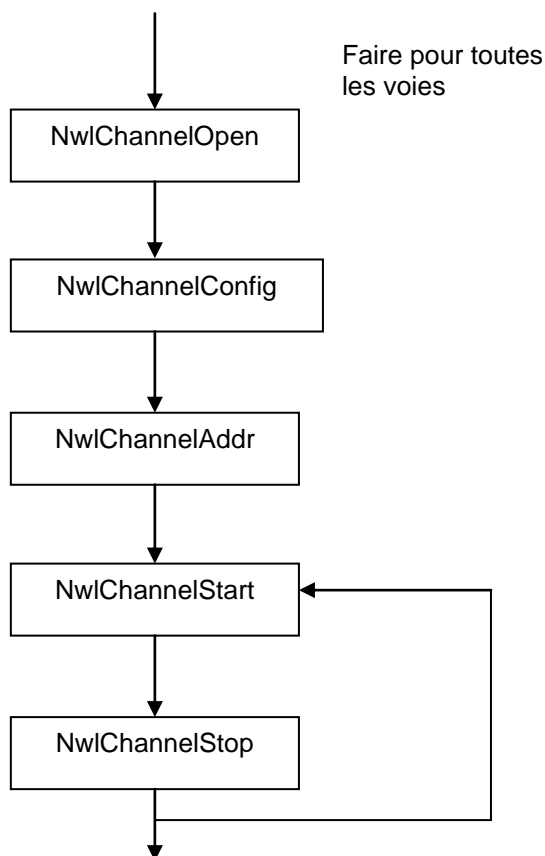 Faire pour toutes
les voies
NwlChannelOpen
NwlChannelConfig
NwlChannelAddr
NwlChannelStart
NwlChannelStop